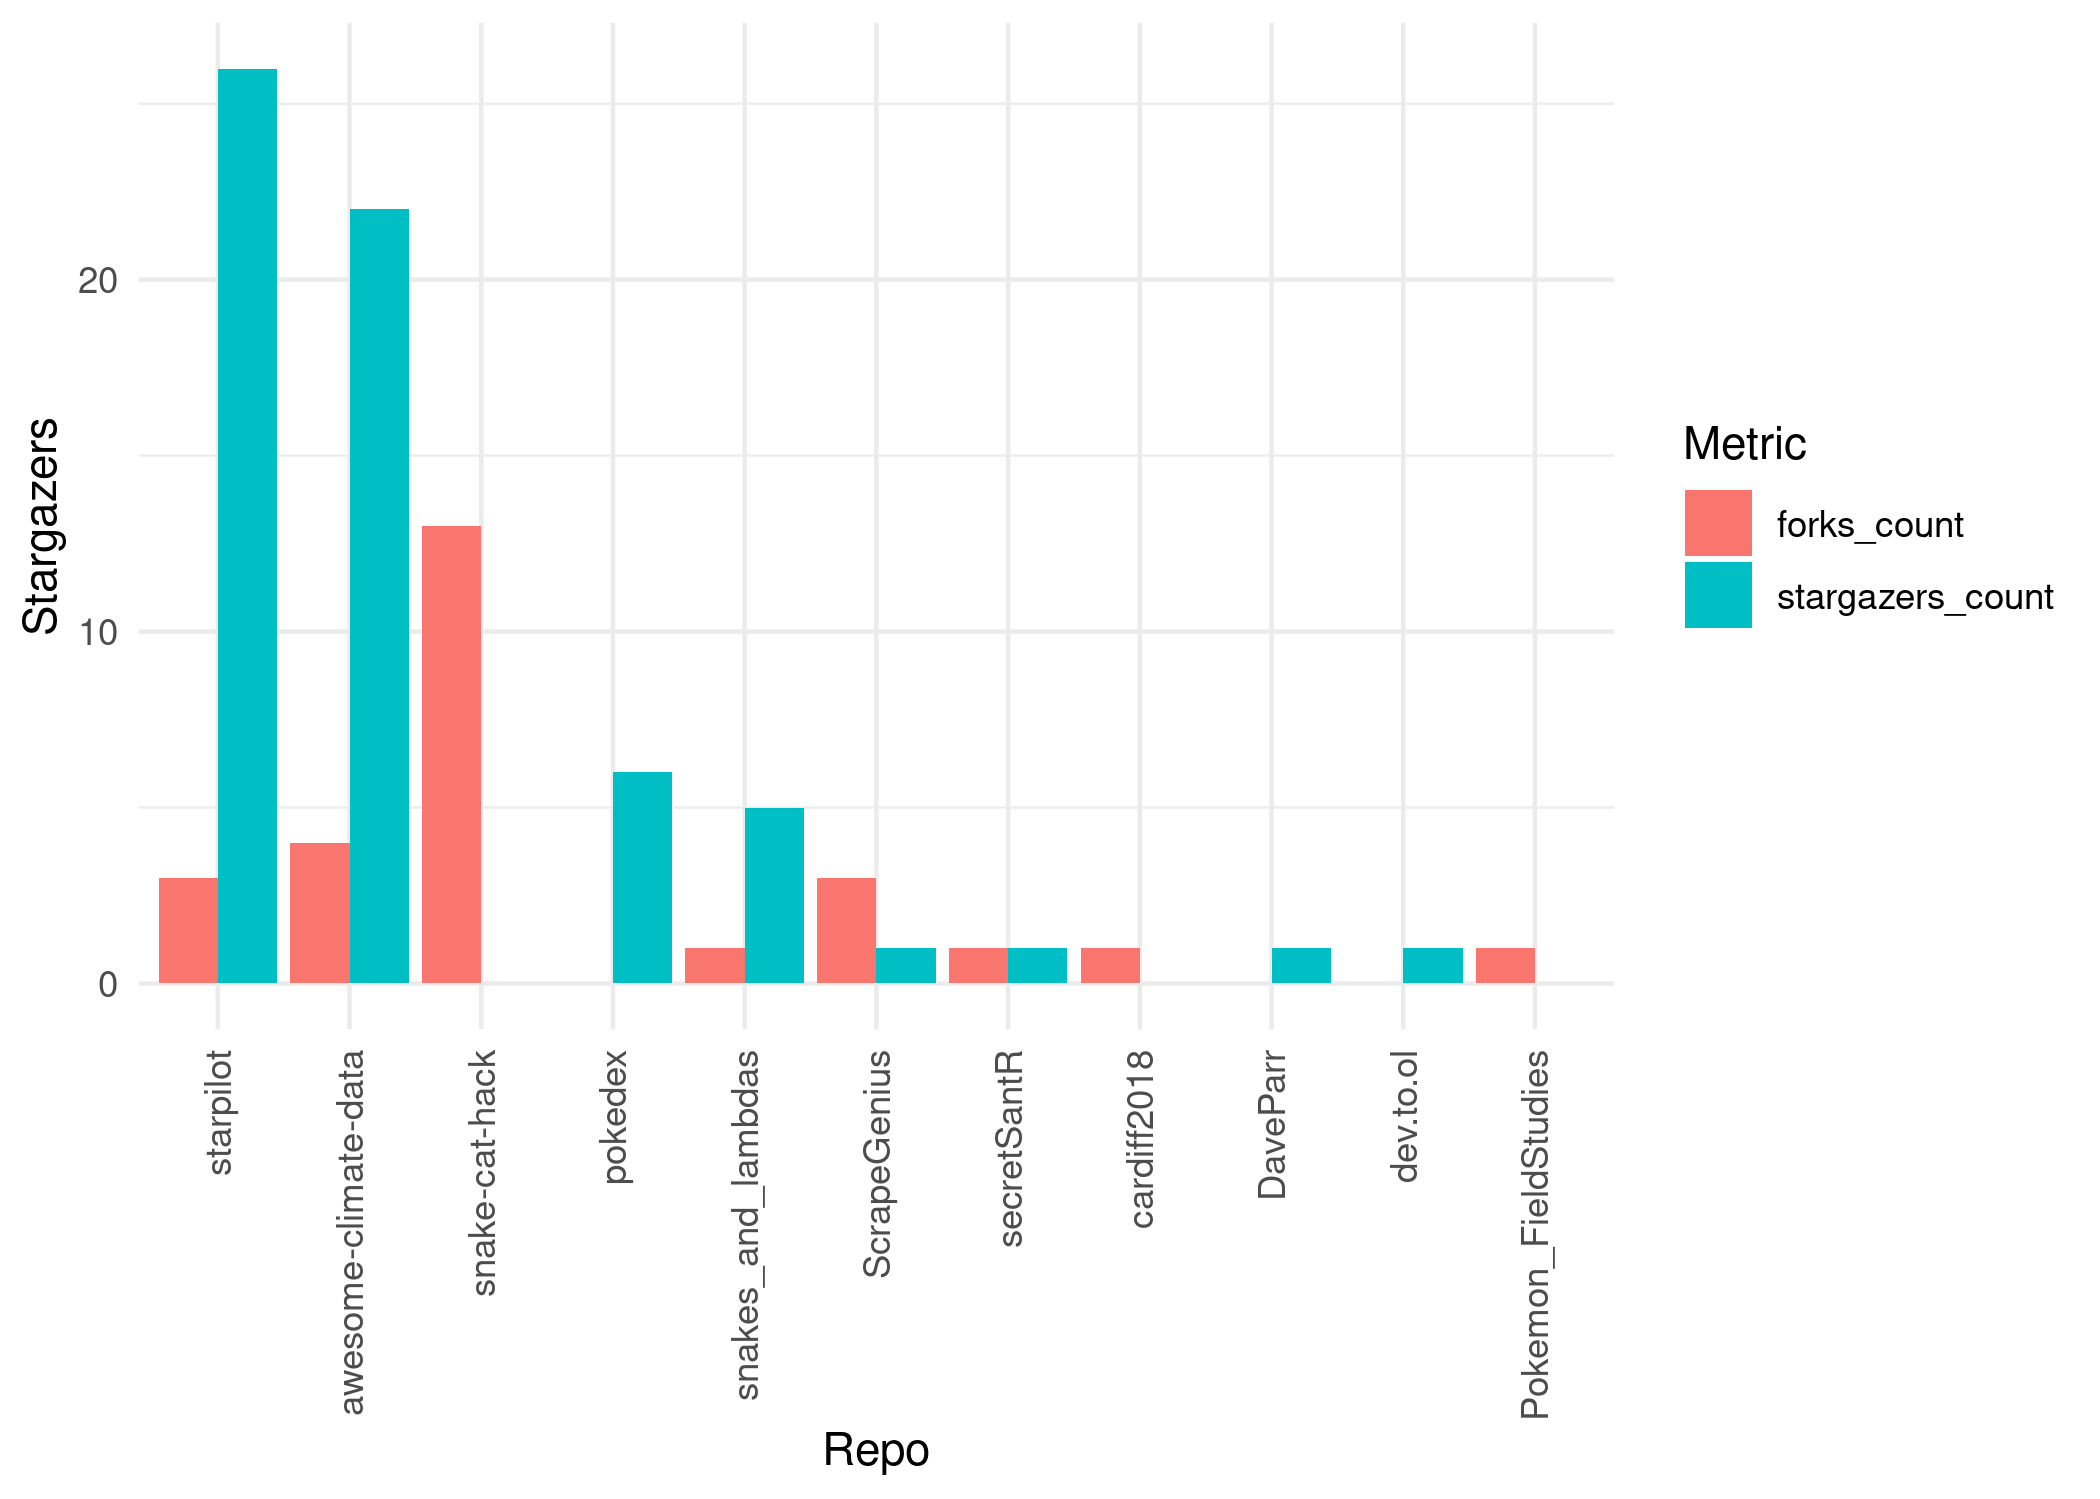 Stargazers
20
10
0
starpilot
awesome-climate-data
snake-cat-hack
pokedex
snakes_and_lambdas
ScrapeGenius
secretSantR
cardiff2018
DaveParr
dev.to.ol
Pokemon_FieldStudies
Repo
Metric
forks_count
stargazers_count